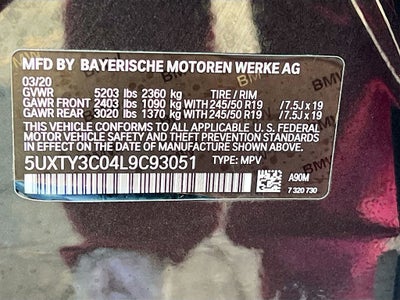 MFD BY BAYERISCHE MOTOREN WERKE AG
03/20
GVWR 5203 lbs 2360 kg TIRE / RIM
GAWR FRONT 2403 lbs 1090 kg WITH 245/50 R19 / 7.5J x 19
GAWR REAR 3020 lbs 1370 kg WITH 245/50 R19 / 7.5J x 19
THIS VEHICLE CONFORMS TO ALL APPLICABLE U.S. FEDERAL
MOTOR VEHICLE SAFETY AND THEFT PREVENTION STANDARDS
IN EFFECT ON THE DATE OF MANUFACTURE SHOWN ABOVE.
5UXTY3C04L9C93051 TYPE: MPV
A90M
7 320 730
BMW
BMW